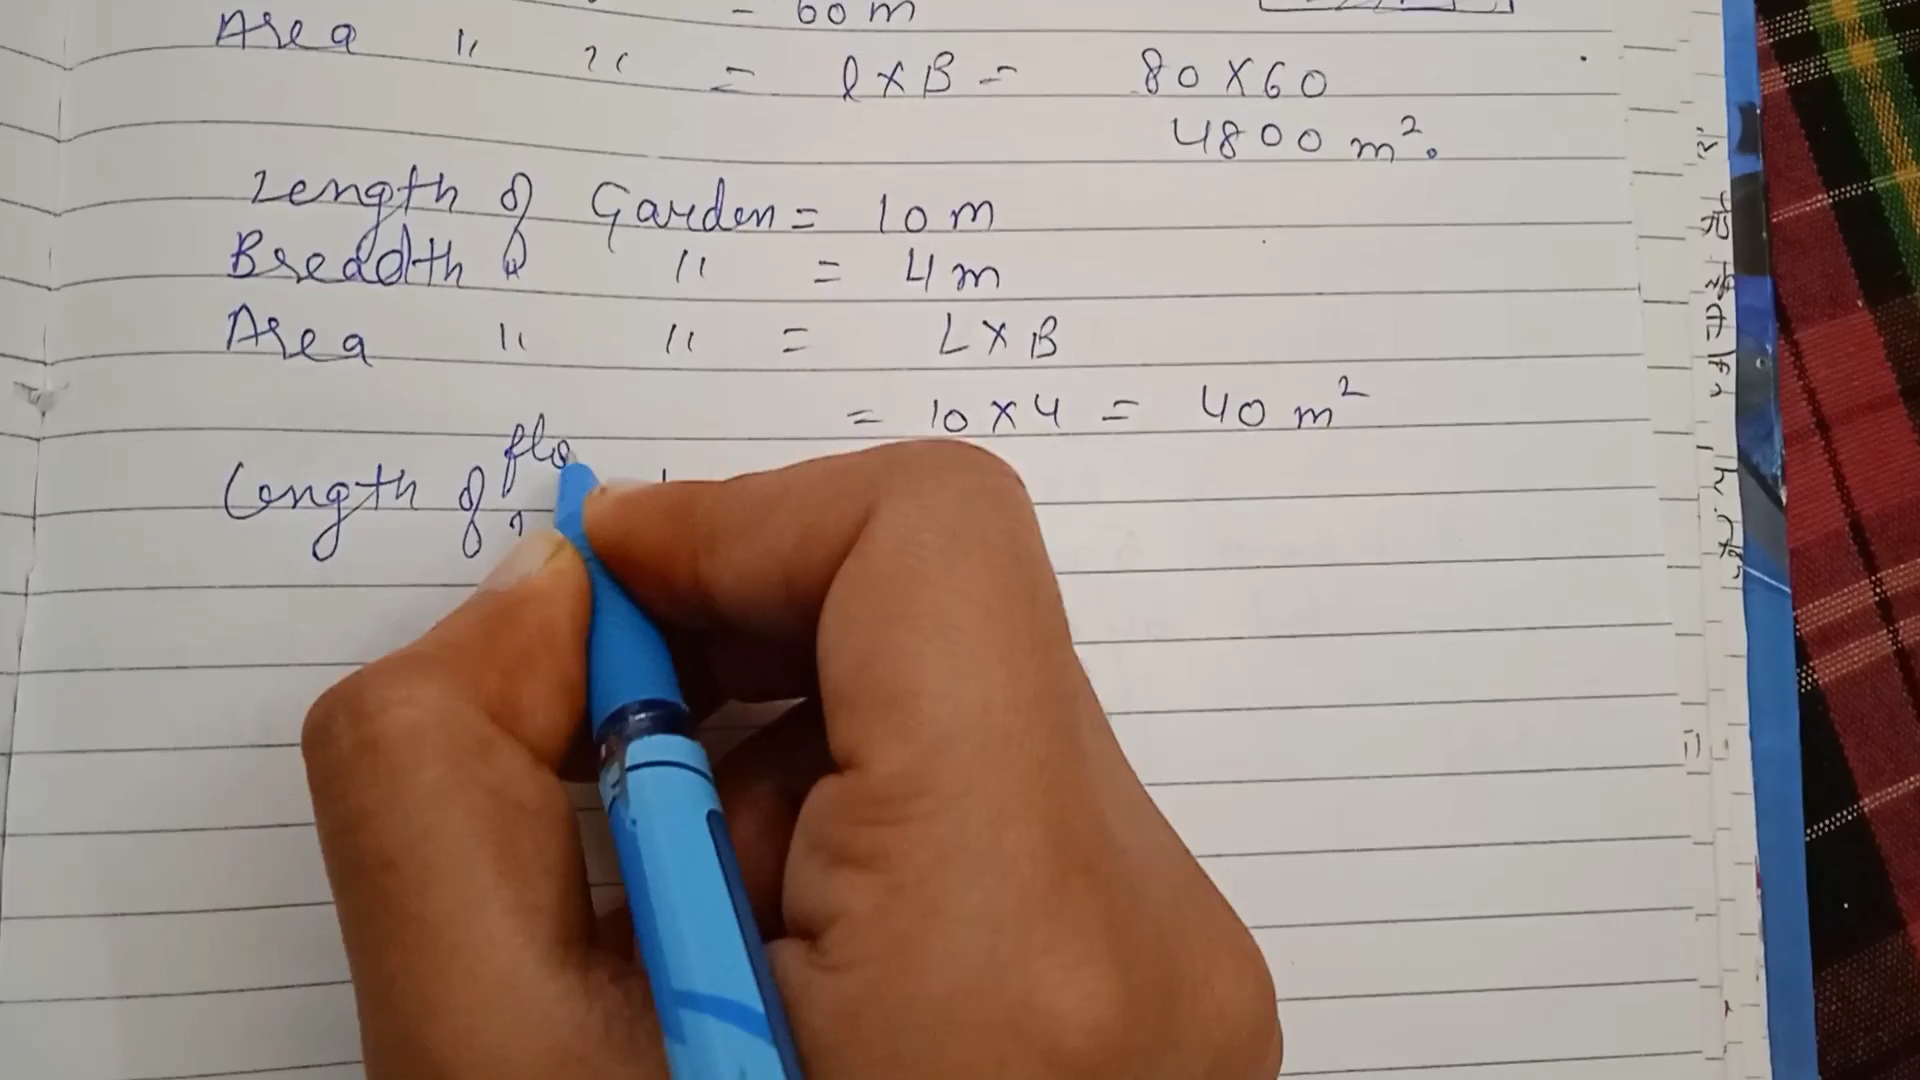 = 60 m
Area " " = l × B = 80 × 60
4800 m².
Length of Garden = 10 m
Breadth " " = 4 m
Area " " = L × B
= 10 × 4 = 40 m²
flo
Length of